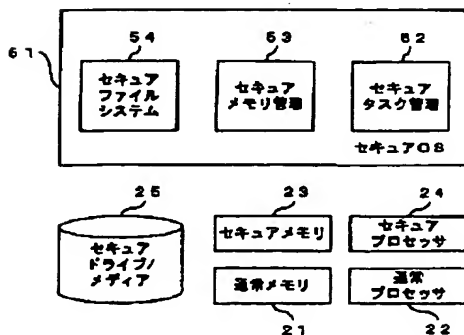 54
53
52
51
セキュア
ファイル
システム
セキュア
メモリ管理
セキュア
タスク管理
セキュアOS
25
23
24
セキュア
ドライブ/
メディア
セキュアメモリ
セキュア
プロセッサ
通常メモリ
通常
プロセッサ
21
22